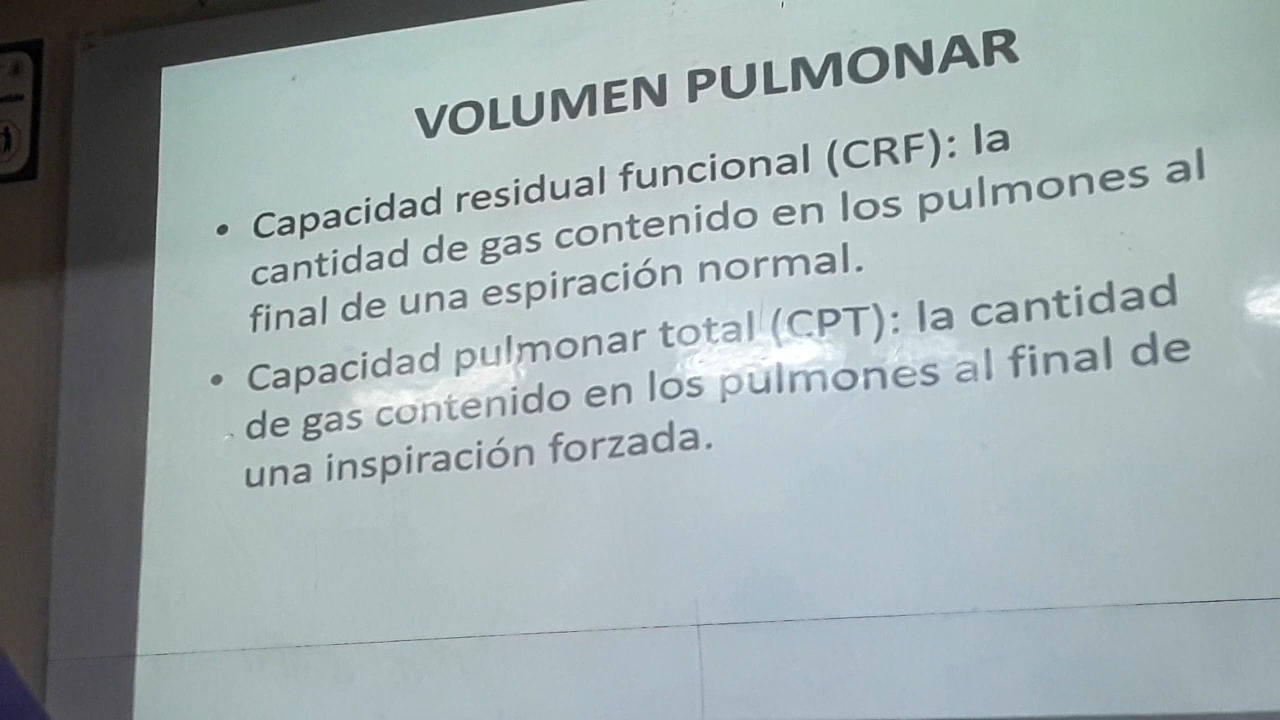 VOLUMEN PULMONAR
• Capacidad residual funcional (CRF): la
cantidad de gas contenido en los pulmones al
final de una espiración normal.
• Capacidad pulmonar total (CPT): la cantidad
de gas contenido en los pulmones al final de
una inspiración forzada.